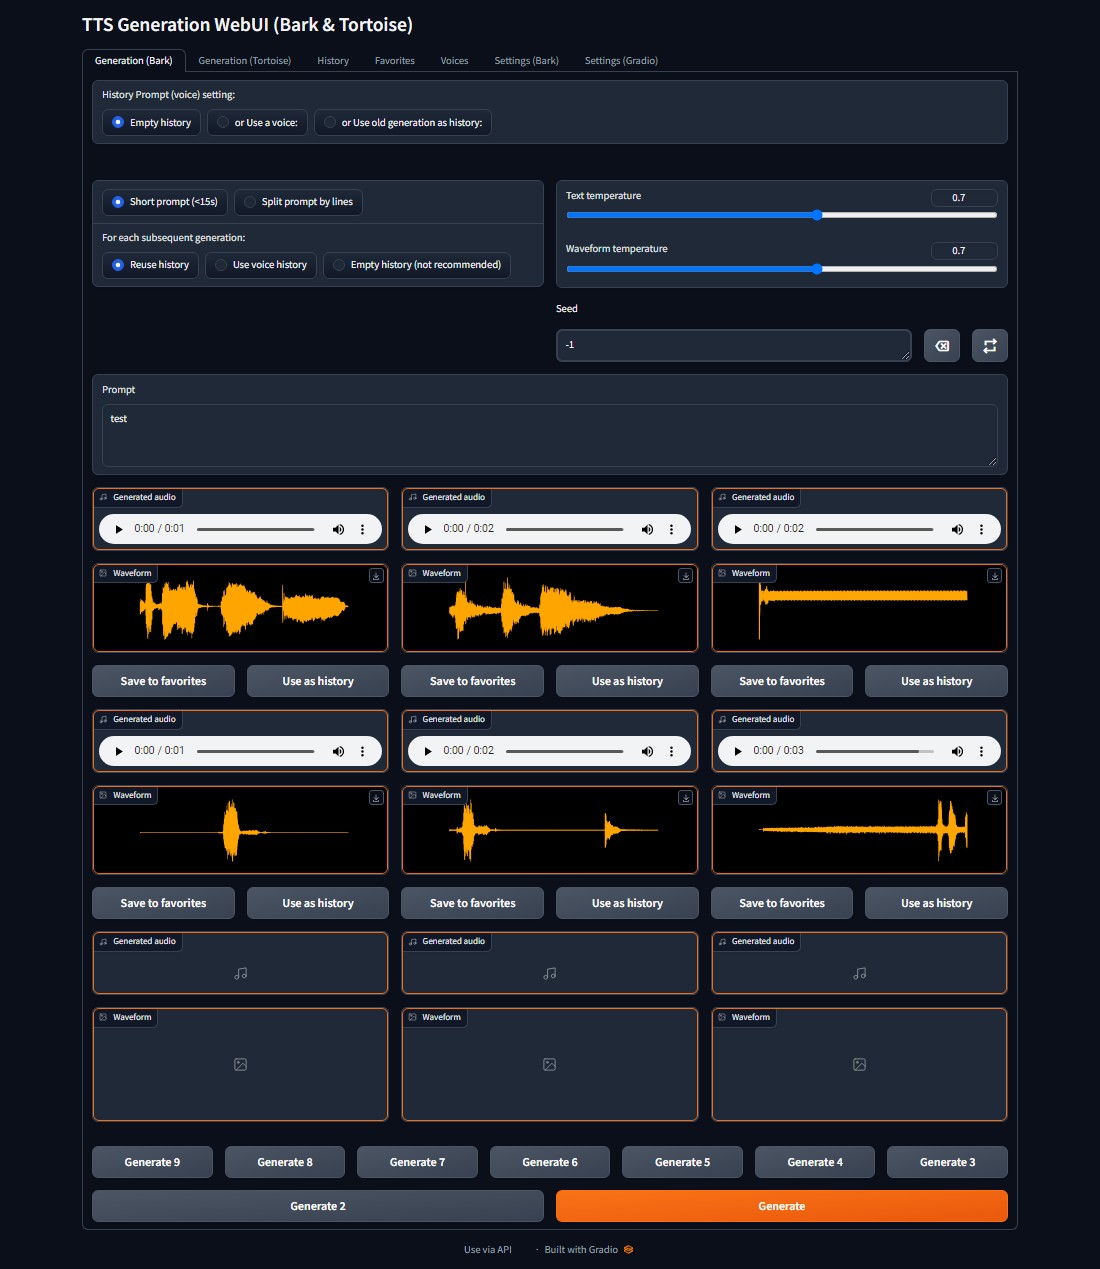 TTS Generation WebUI (Bark & Tortoise)
Generation (Bark) Generation (Tortoise) History Favorites Voices Settings (Bark) Settings (Gradio)
History Prompt (voice) setting:
Empty history or Use a voice: or Use old generation as history:
Short prompt (<15s) Split prompt by lines
For each subsequent generation:
Reuse history Use voice history Empty history (not recommended)
Text temperature 0.7
Waveform temperature 0.7
Seed
-1
Prompt
test
Generated audio Generated audio Generated audio
0:00 / 0:01 0:00 / 0:02 0:00 / 0:02
Waveform Waveform Waveform
Save to favorites Use as history Save to favorites Use as history Save to favorites Use as history
Generated audio Generated audio Generated audio
0:00 / 0:01 0:00 / 0:02 0:00 / 0:03
Waveform Waveform Waveform
Save to favorites Use as history Save to favorites Use as history Save to favorites Use as history
Generated audio Generated audio Generated audio
Waveform Waveform Waveform
Generate 9 Generate 8 Generate 7 Generate 6 Generate 5 Generate 4 Generate 3
Generate 2 Generate
Use via API · Built with Gradio